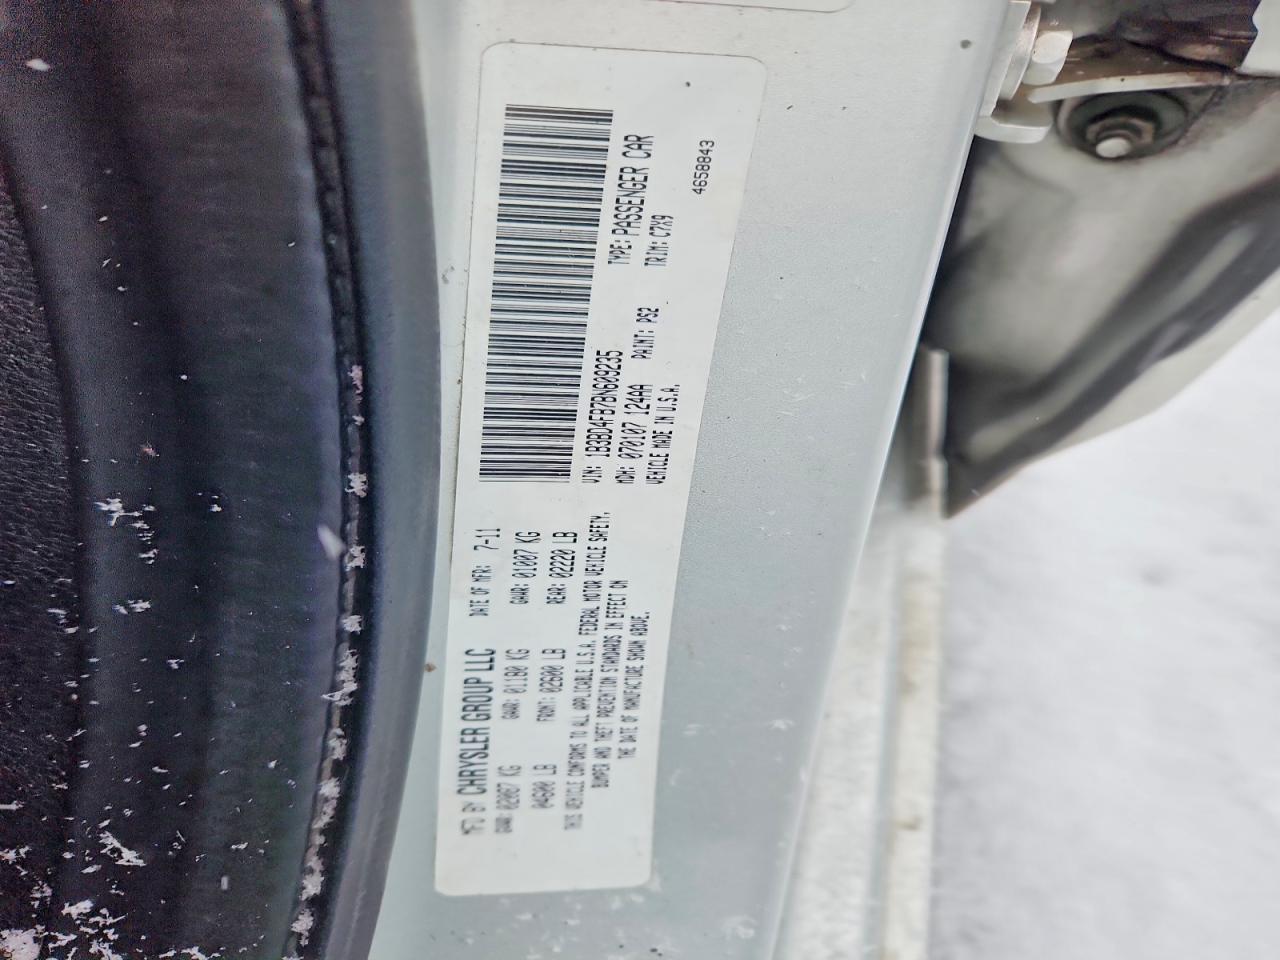 MFD BY CHRYSLER GROUP LLC DATE OF MFR: 7-11
GVWR: 02087 KG GAWR: 01180 KG GAWR: 01007 KG
04600 LB FRONT: 02600 LB REAR: 02220 LB
THIS VEHICLE CONFORMS TO ALL APPLICABLE U.S.A. FEDERAL MOTOR VEHICLE SAFETY,
BUMPER AND THEFT PREVENTION STANDARDS IN EFFECT ON
THE DATE OF MANUFACTURE SHOWN ABOVE.
VIN: 1B3BD4FB7BN609235 TYPE: PASSENGER CAR
MDH: 070107 124AA PAINT: PS2 TRIM: C7X9
VEHICLE MADE IN U.S.A.
4658843